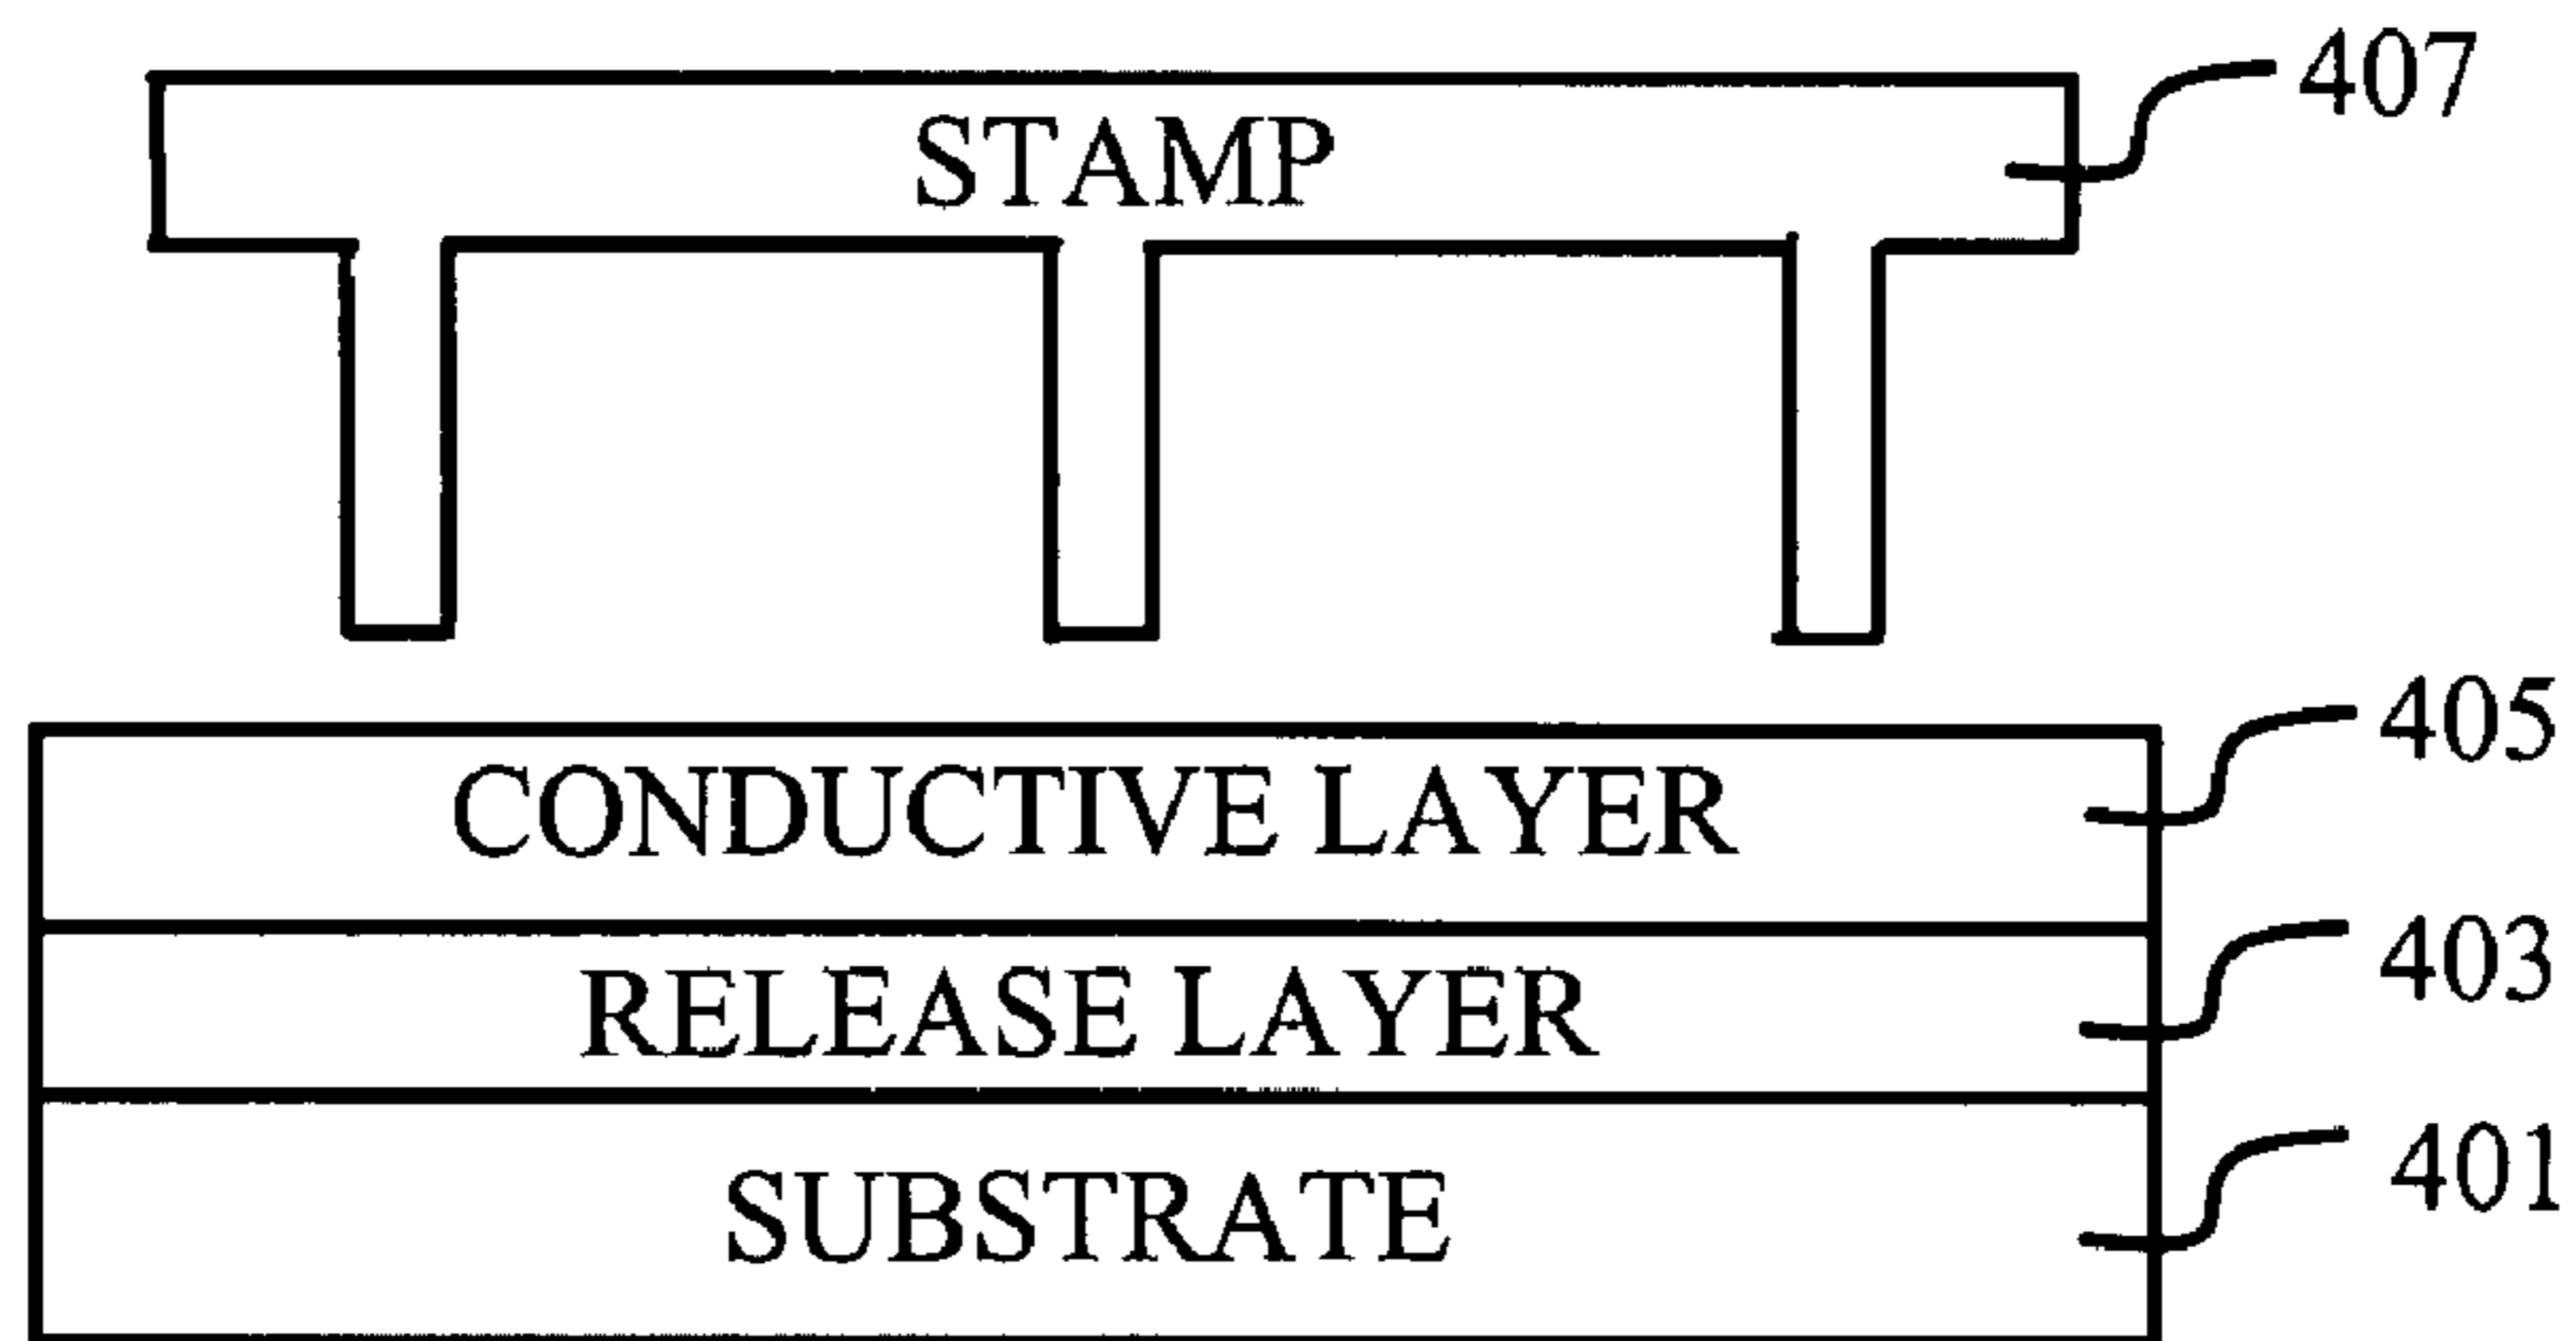 407
STAMP
405
CONDUCTIVE LAYER
403
RELEASE LAYER
401
SUBSTRATE